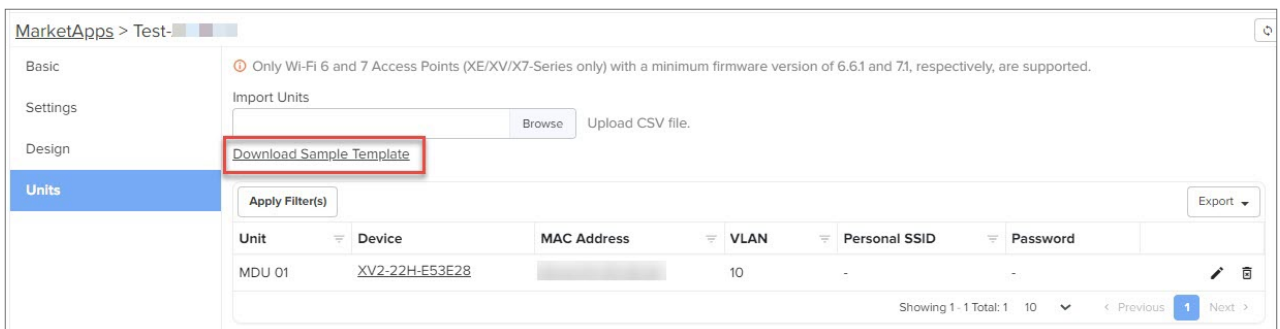 MarketApps > Test-
Basic
Settings
Design
Units
Only Wi-Fi 6 and 7 Access Points (XE/XV/X7-Series only) with a minimum firmware version of 6.6.1 and 7.1, respectively, are supported.
Import Units
Browse Upload CSV file.
Download Sample Template
Apply Filter(s) Export
Unit Device MAC Address VLAN Personal SSID Password
MDU 01 XV2-22H-E53E28 10 - -
Showing 1 - 1 Total: 1 10 < Previous 1 Next >